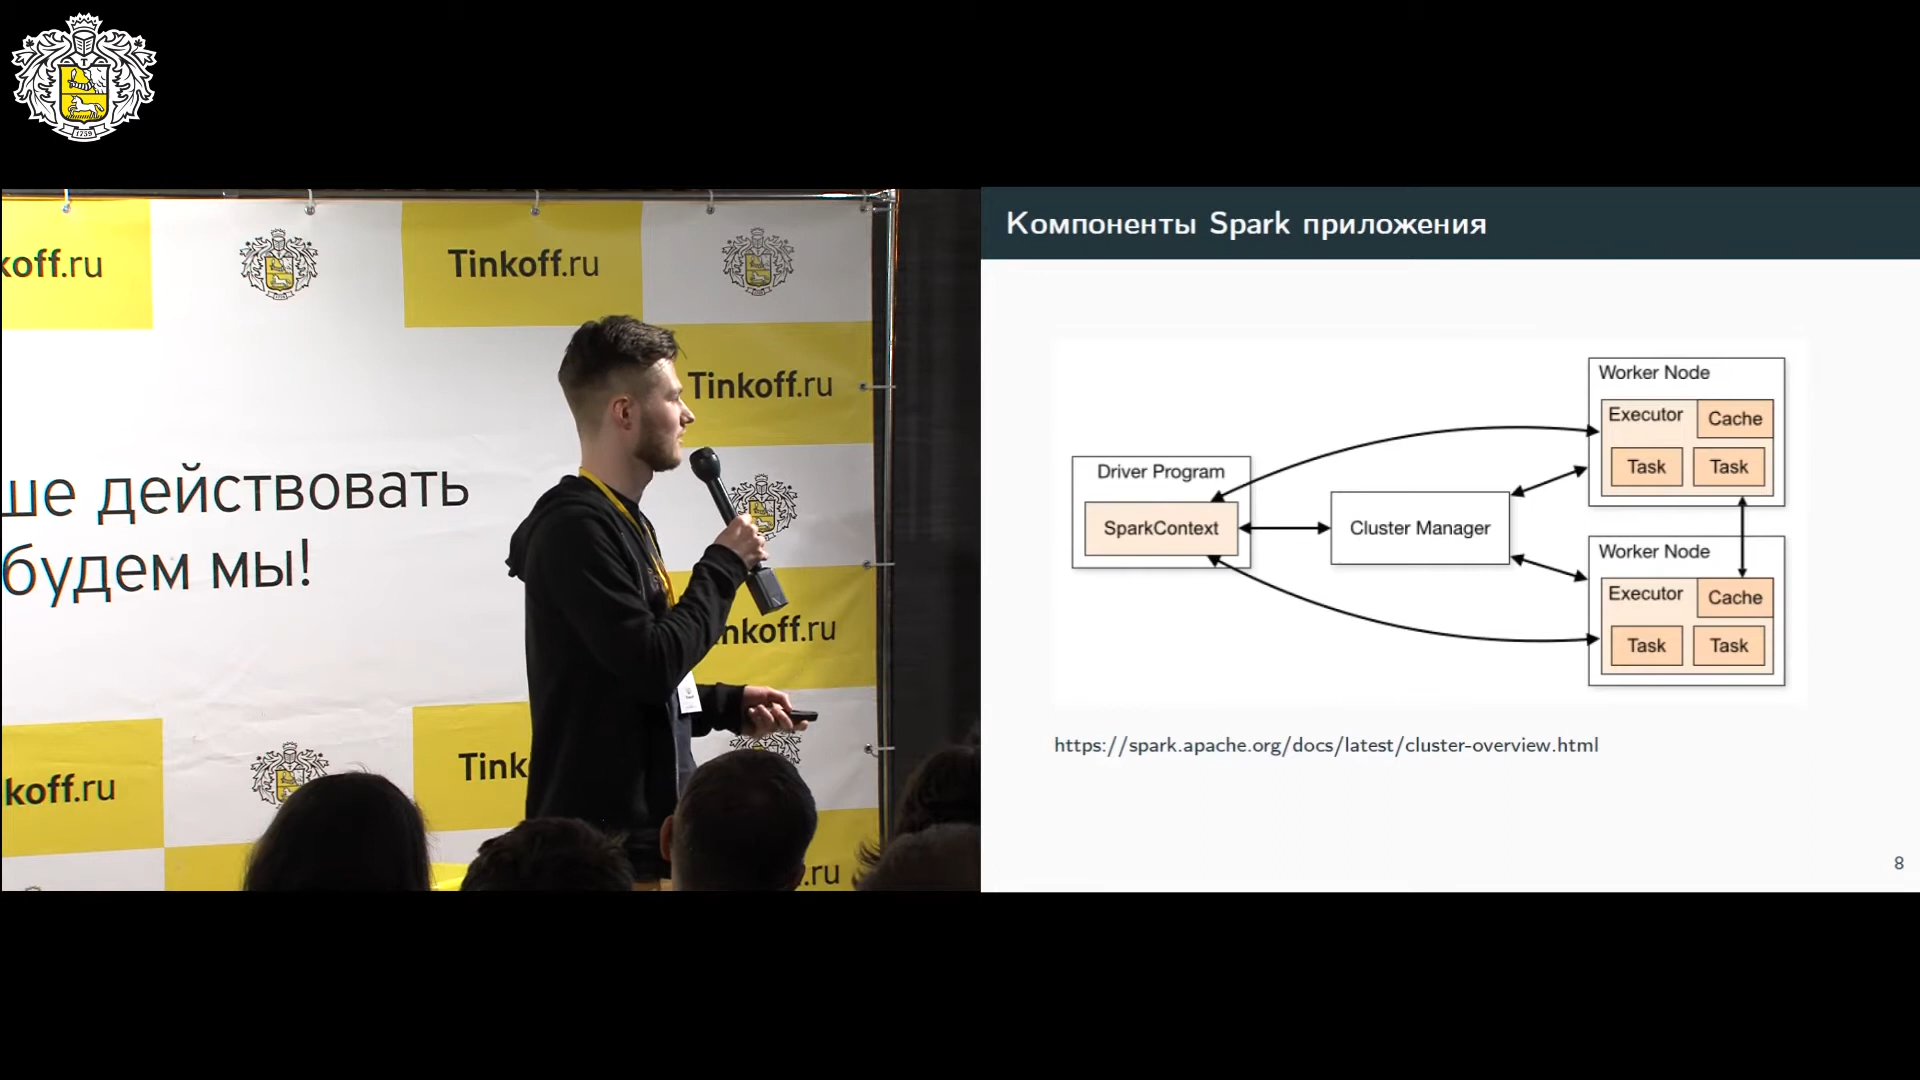 1759
koff.ru
Tinkoff.ru
Tinkoff.ru
ше действовать
будем мы!
nkoff.ru
Tink
koff.ru
.ru
Компоненты Spark приложения
Driver Program
SparkContext
Cluster Manager
Worker Node
Executor
Cache
Task
Task
Worker Node
Executor
Cache
Task
Task
https://spark.apache.org/docs/latest/cluster-overview.html
8